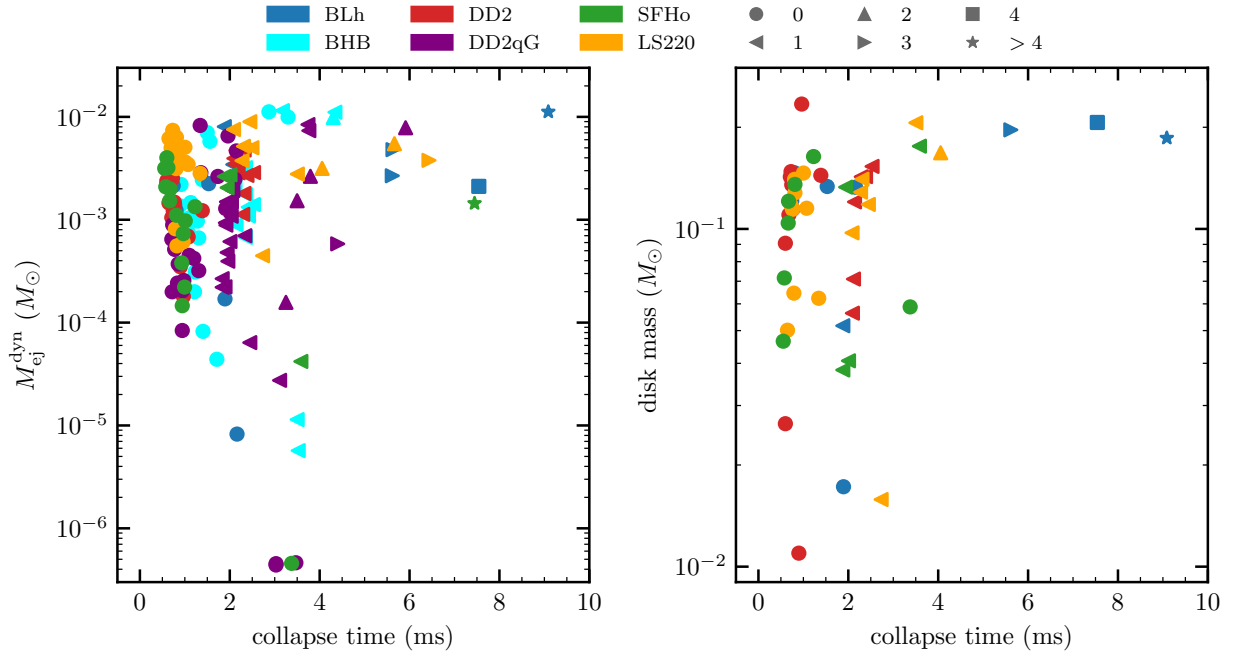 BLh DD2 SFHo 0 2 4
BHB DD2qG LS220 1 3 > 4
10⁻²
10⁻³
10⁻⁴
10⁻⁵
10⁻⁶
M_ej^dyn (M_⊙)
0 2 4 6 8 10
collapse time (ms)
10⁻¹
10⁻²
disk mass (M_⊙)
0 2 4 6 8 10
collapse time (ms)